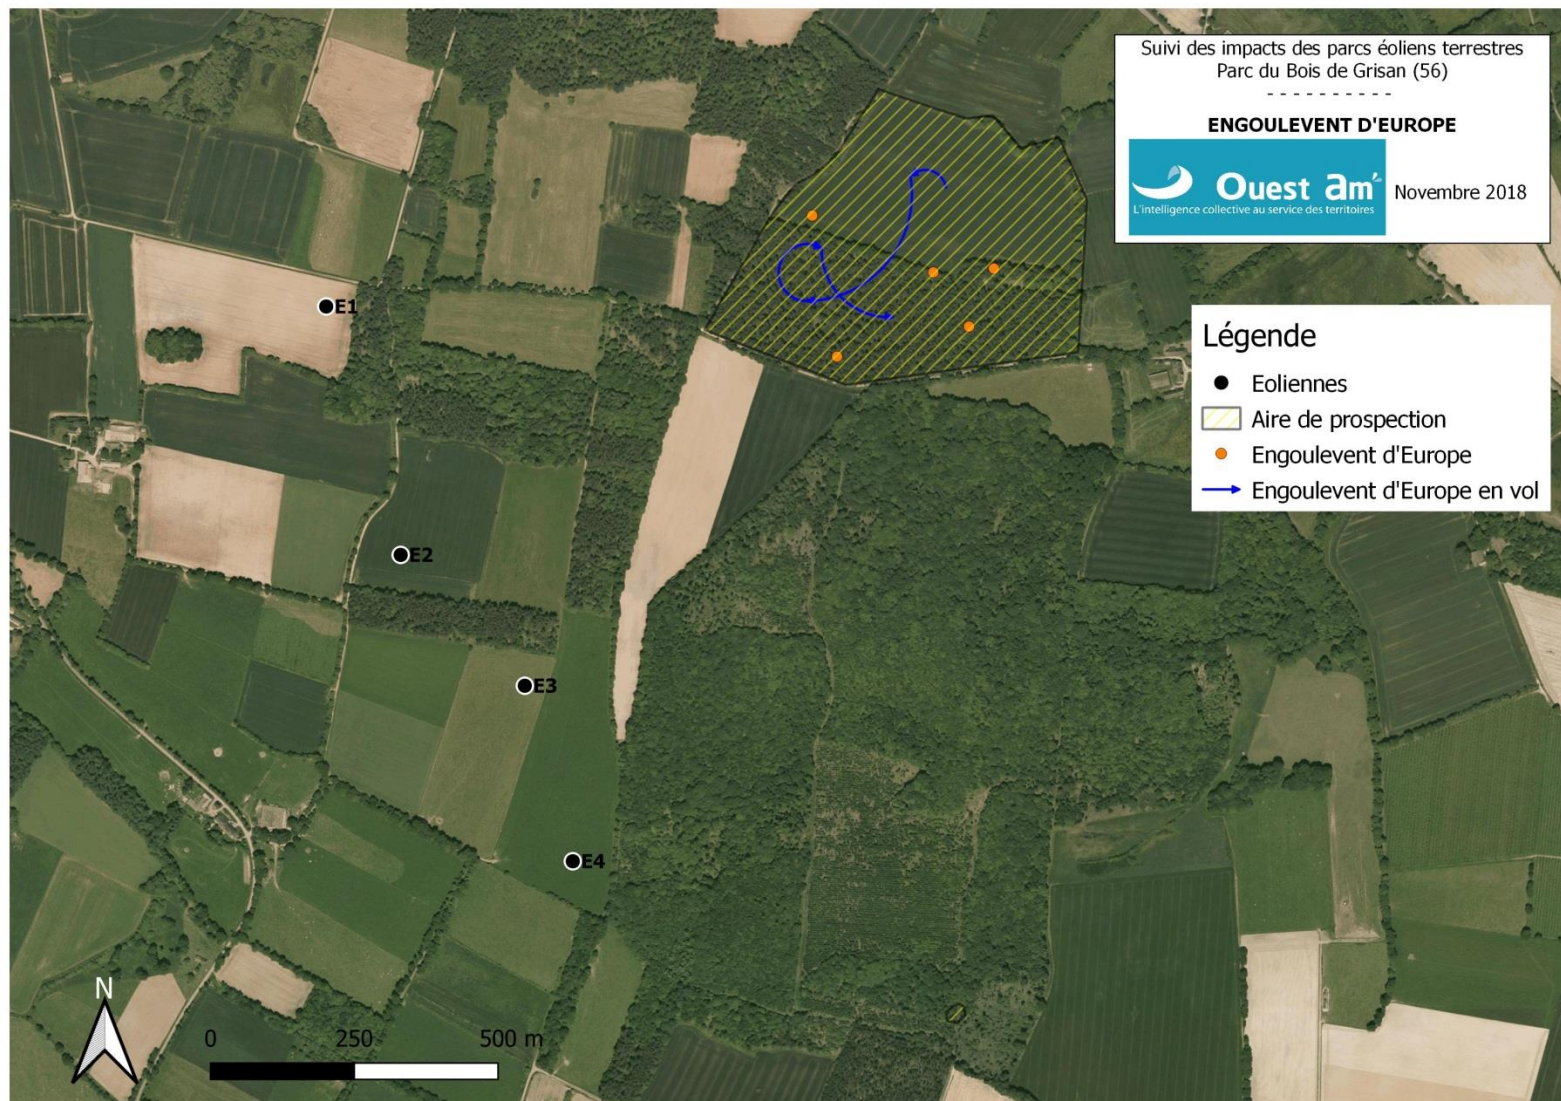 Suivi des impacts des parcs éoliens terrestres
Parc du Bois de Grisan (56)
- - - - - - - - - -
ENGOULEVENT D'EUROPE
Ouest am'
L'intelligence collective au service des territoires
Novembre 2018
Légende
Eoliennes
Aire de prospection
Engoulevent d'Europe
Engoulevent d'Europe en vol
E1
E2
E3
E4
N
0 250 500 m